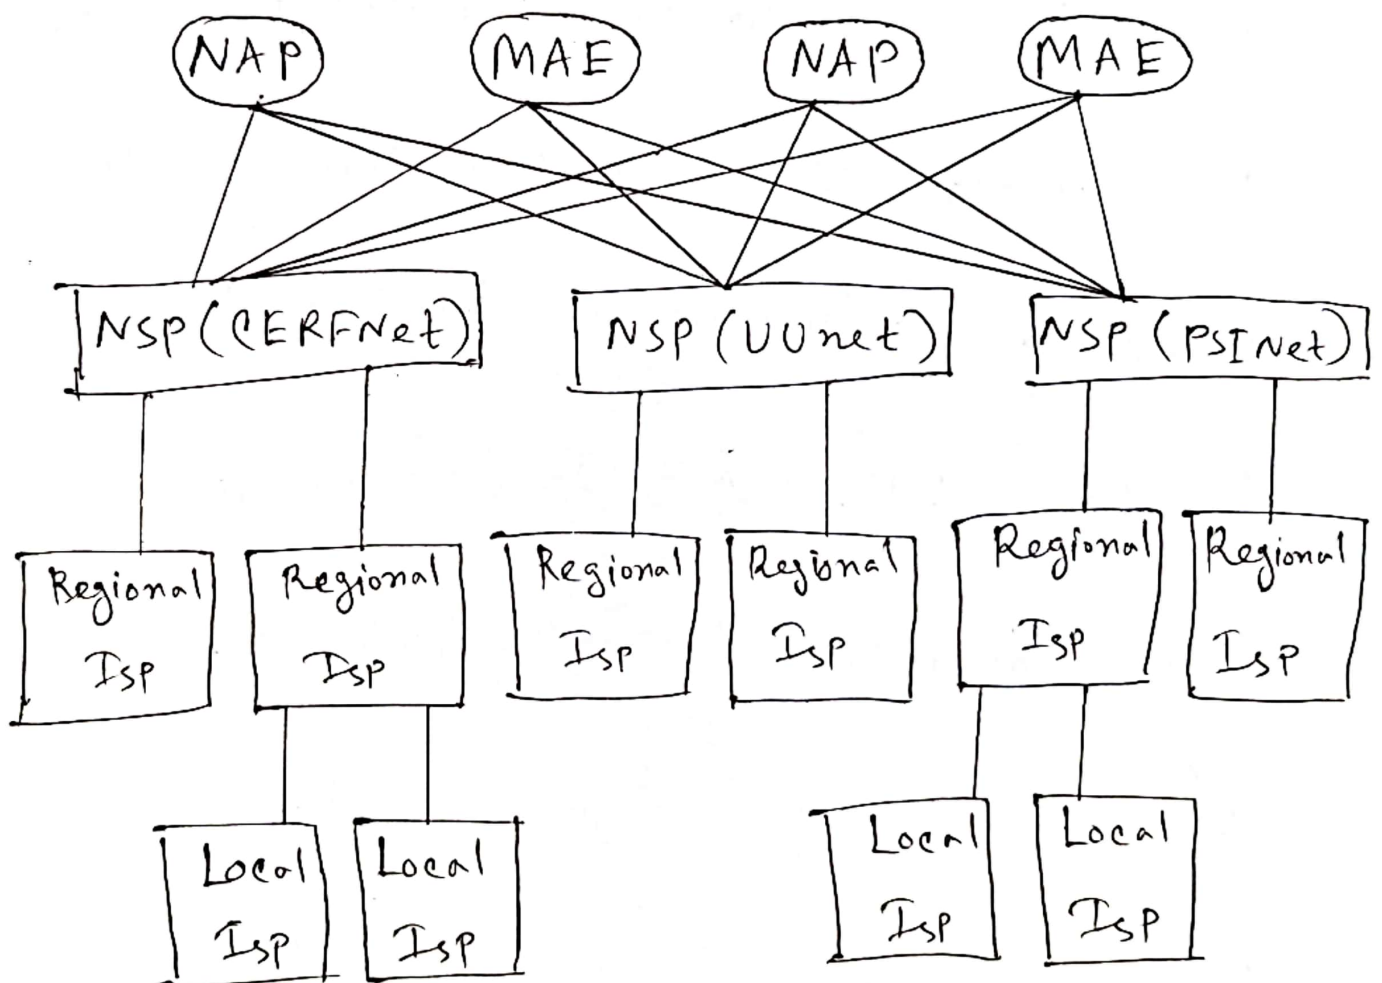 NAP
MAE
NAP
MAE
NSP (CERFNet)
NSP (UUnet)
NSP (PSINet)
Regional
Isp
Regional
Isp
Regional
Isp
Regional
Isp
Regional
Isp
Regional
Isp
Local
Isp
Local
Isp
Local
Isp
Local
Isp